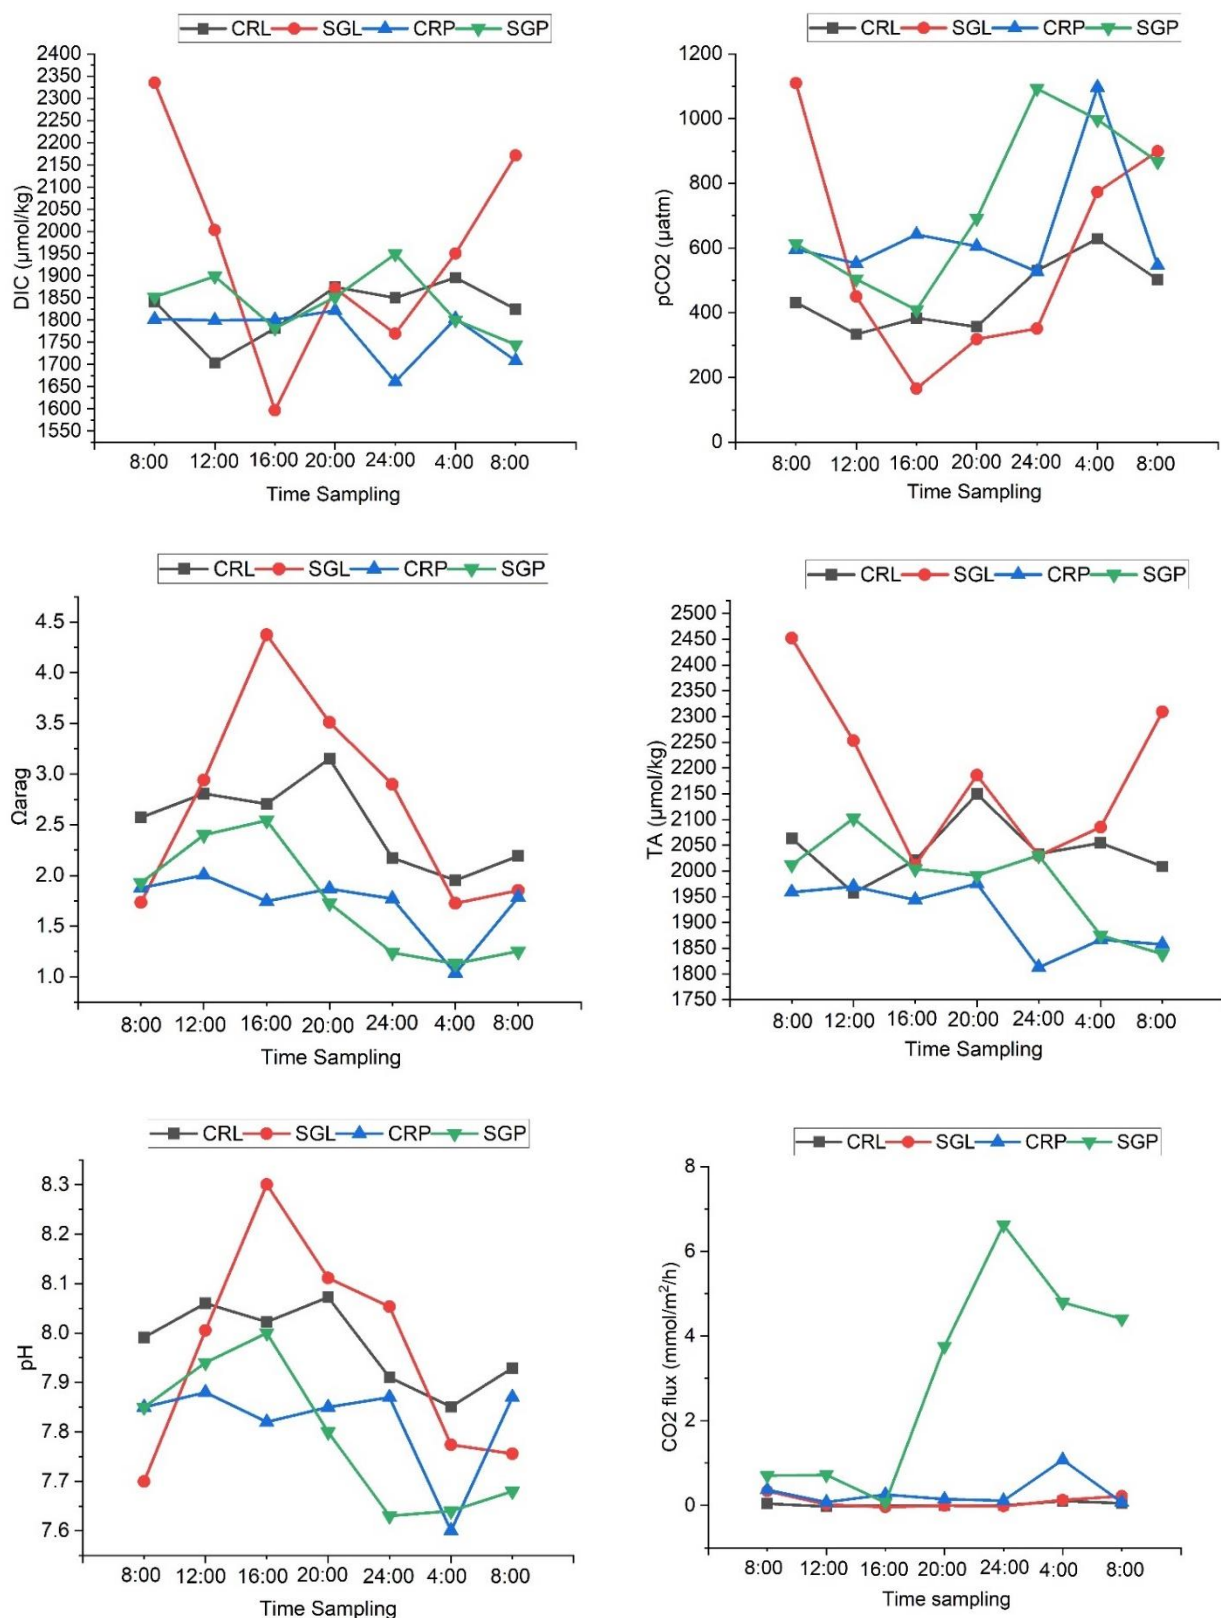 CRL SGL CRP SGP
2400
2350
2300
2250
2200
2150
2100
2050
2000
1950
1900
1850
1800
1750
1700
1650
1600
1550
DIC (µmol/kg)
8:00 12:00 16:00 20:00 24:00 4:00 8:00
Time Sampling
CRL SGL CRP SGP
1200
1000
800
600
400
200
0
pCO2 (µatm)
8:00 12:00 16:00 20:00 24:00 4:00 8:00
Time Sampling
CRL SGL CRP SGP
4.5
4.0
3.5
3.0
2.5
2.0
1.5
1.0
Ωarag
8:00 12:00 16:00 20:00 24:00 4:00 8:00
Time Sampling
CRL SGL CRP SGP
2500
2450
2400
2350
2300
2250
2200
2150
2100
2050
2000
1950
1900
1850
1800
1750
TA (µmol/kg)
8:00 12:00 16:00 20:00 24:00 4:00 8:00
Time Sampling
CRL SGL CRP SGP
8.3
8.2
8.1
8.0
7.9
7.8
7.7
7.6
pH
8:00 12:00 16:00 20:00 24:00 4:00 8:00
Time Sampling
CRL SGL CRP SGP
8
6
4
2
0
CO2 flux (mmol/m²/h)
8:00 12:00 16:00 20:00 24:00 4:00 8:00
Time sampling